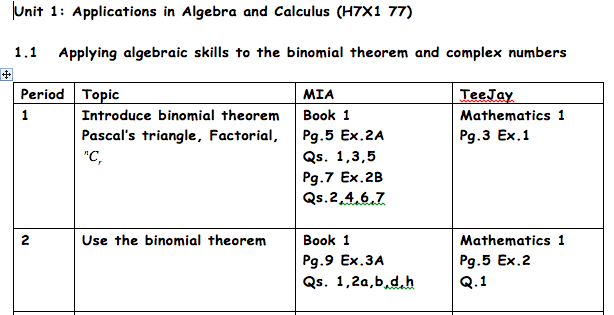 Unit 1: Applications in Algebra and Calculus (H7X1 77)
1.1 Applying algebraic skills to the binomial theorem and complex numbers
Period Topic MIA TeeJay
1 Introduce binomial theorem Book 1 Mathematics 1
Pascal's triangle, Factorial, Pg.5 Ex.2A Pg.3 Ex.1
ⁿCᵣ Qs. 1,3,5
Pg.7 Ex.2B
Qs.2,4,6,7
2 Use the binomial theorem Book 1 Mathematics 1
Pg.9 Ex.3A Pg.5 Ex.2
Qs. 1,2a,b,d,h Q.1